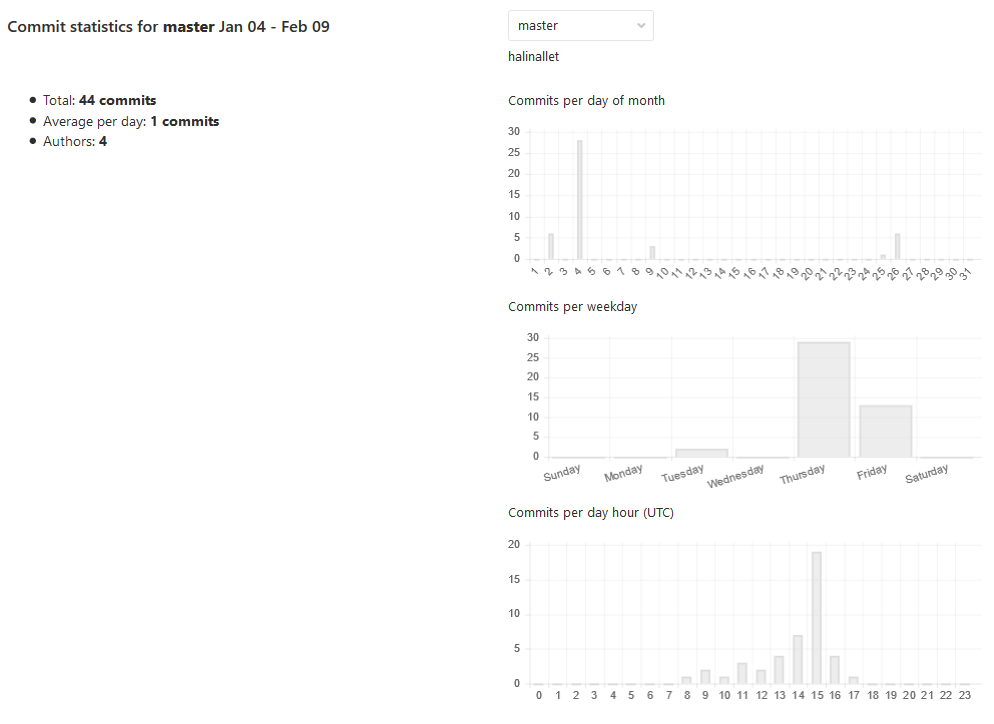 Commit statistics for master Jan 04 - Feb 09
Total: 44 commits
Average per day: 1 commits
Authors: 4
master
halinallet
Commits per day of month
30
25
20
15
10
5
0
1 2 3 4 5 6 7 8 9 10 11 12 13 14 15 16 17 18 19 20 21 22 23 24 25 26 27 28 29 30 31
Commits per weekday
30
25
20
15
10
5
0
Sunday Monday Tuesday Wednesday Thursday Friday Saturday
Commits per day hour (UTC)
20
15
10
5
0
0 1 2 3 4 5 6 7 8 9 10 11 12 13 14 15 16 17 18 19 20 21 22 23